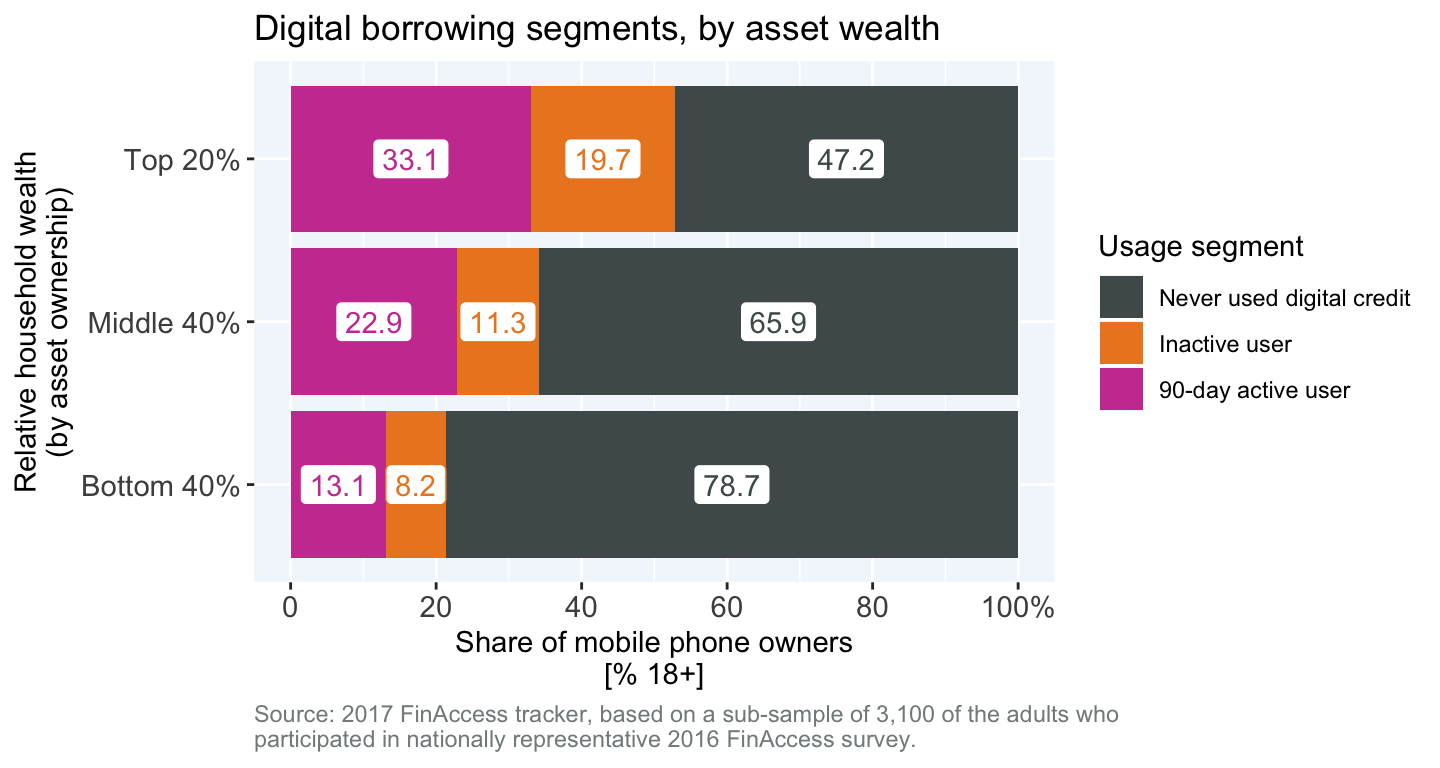 Digital borrowing segments, by asset wealth
Relative household wealth
(by asset ownership)
Top 20%
33.1
19.7
47.2
Middle 40%
22.9
11.3
65.9
Bottom 40%
13.1
8.2
78.7
0
20
40
60
80
100%
Share of mobile phone owners
[% 18+]
Usage segment
Never used digital credit
Inactive user
90-day active user
Source: 2017 FinAccess tracker, based on a sub-sample of 3,100 of the adults who
participated in nationally representative 2016 FinAccess survey.